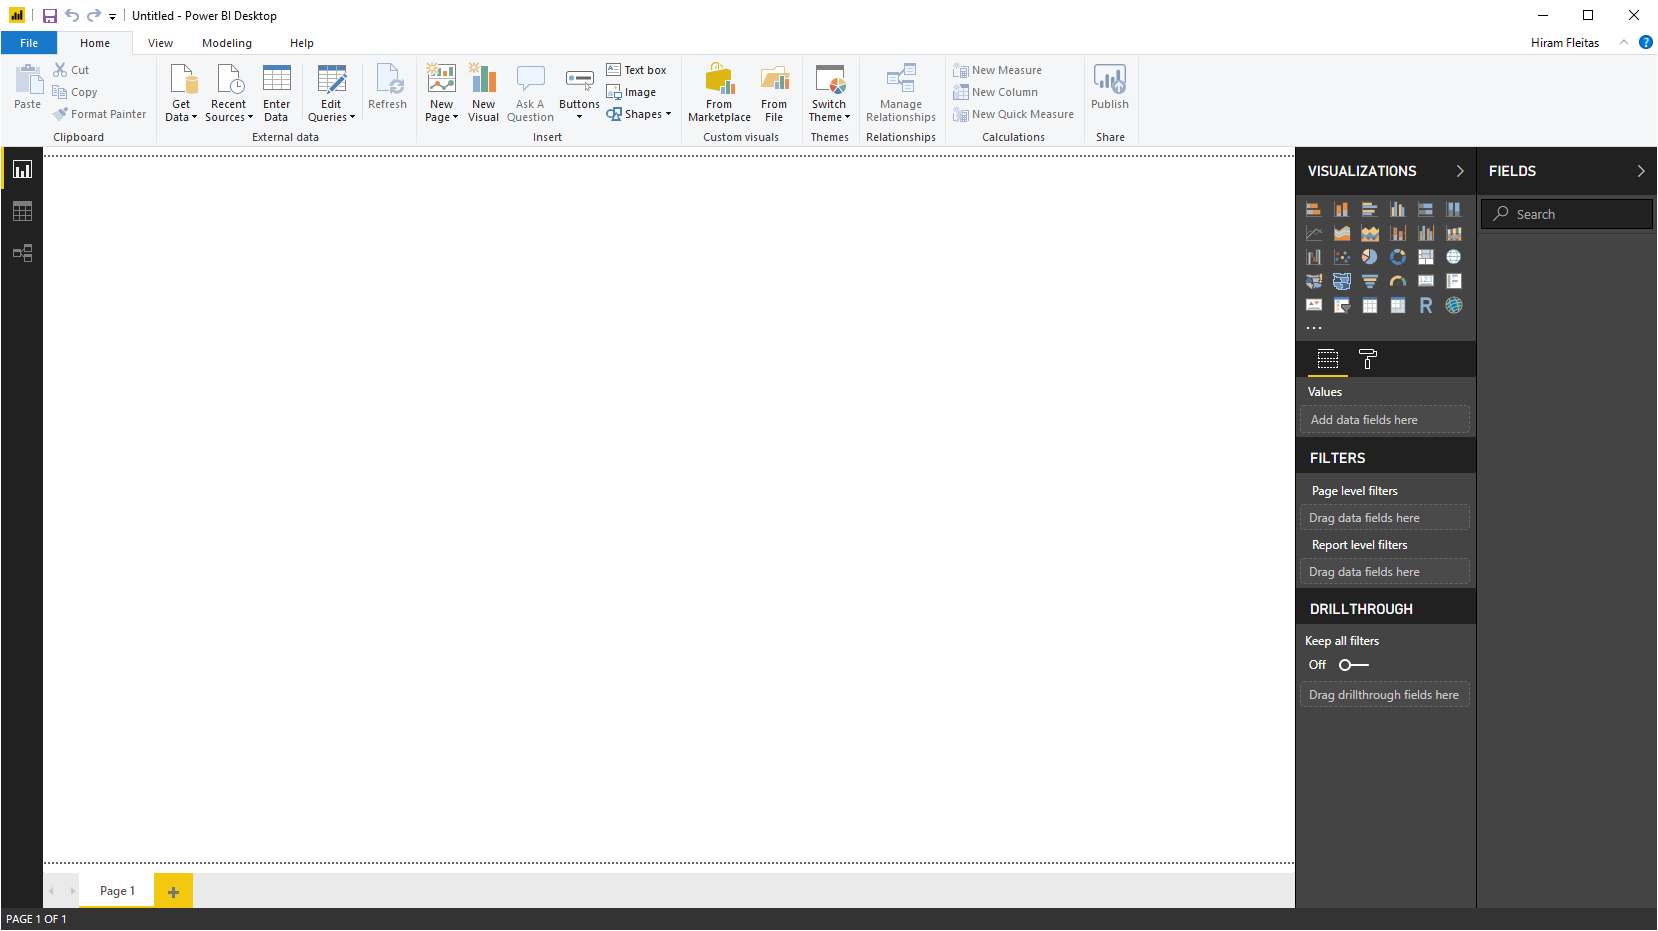 Untitled - Power BI Desktop
File Home View Modeling Help Hiram Fleitas ?
Paste
Cut
Copy
Format Painter
Clipboard
Get Data
Recent Sources
Enter Data
Edit Queries
Refresh
External data
New Page
New Visual
Ask A Question
Buttons
Text box
Image
Shapes
Insert
From Marketplace
From File
Custom visuals
Switch Theme
Themes
Manage Relationships
Relationships
New Measure
New Column
New Quick Measure
Calculations
Publish
Share
VISUALIZATIONS
R
Values
Add data fields here
FILTERS
Page level filters
Drag data fields here
Report level filters
Drag data fields here
DRILLTHROUGH
Keep all filters
Off
Drag drillthrough fields here
FIELDS
Search
Page 1
PAGE 1 OF 1